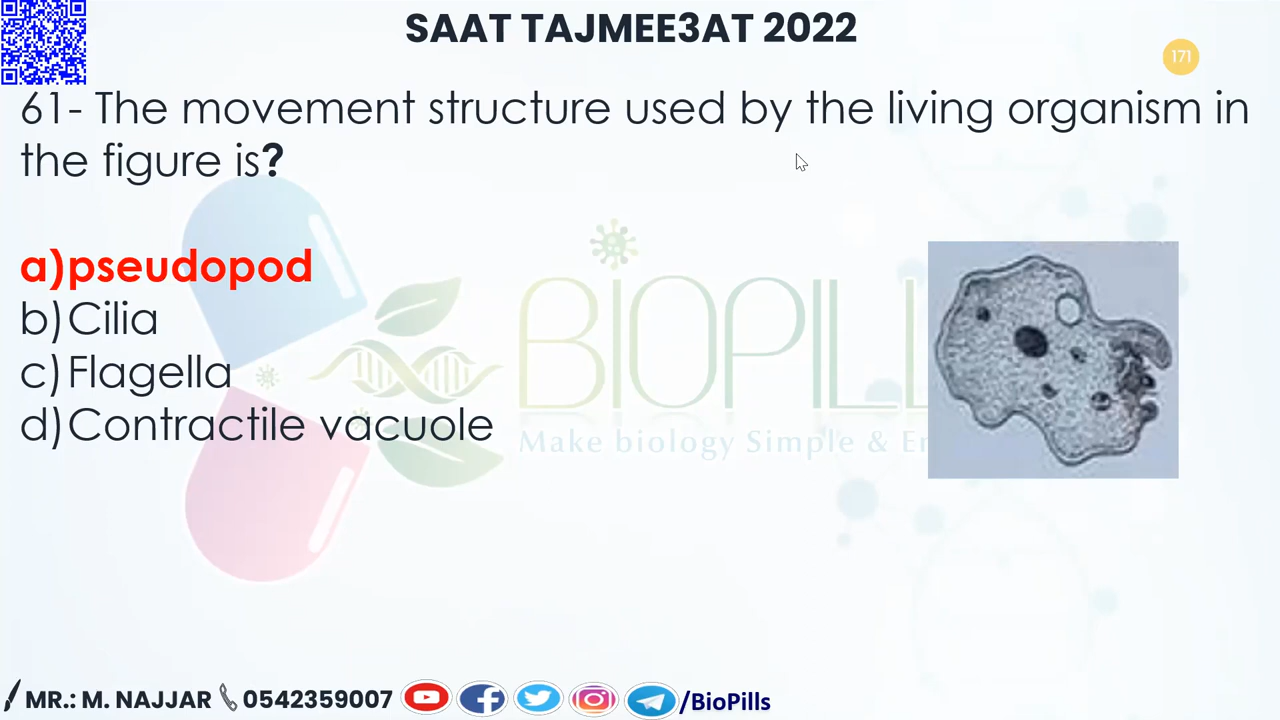 SAAT TAJMEE3AT 2022
171
61- The movement structure used by the living organism in
the figure is?
a)pseudopod
b)Cilia
c)Flagella
d)Contractile vacuole
BIOPILL
Make biology Simple & En
MR.: M. NAJJAR 0542359007 /BioPills